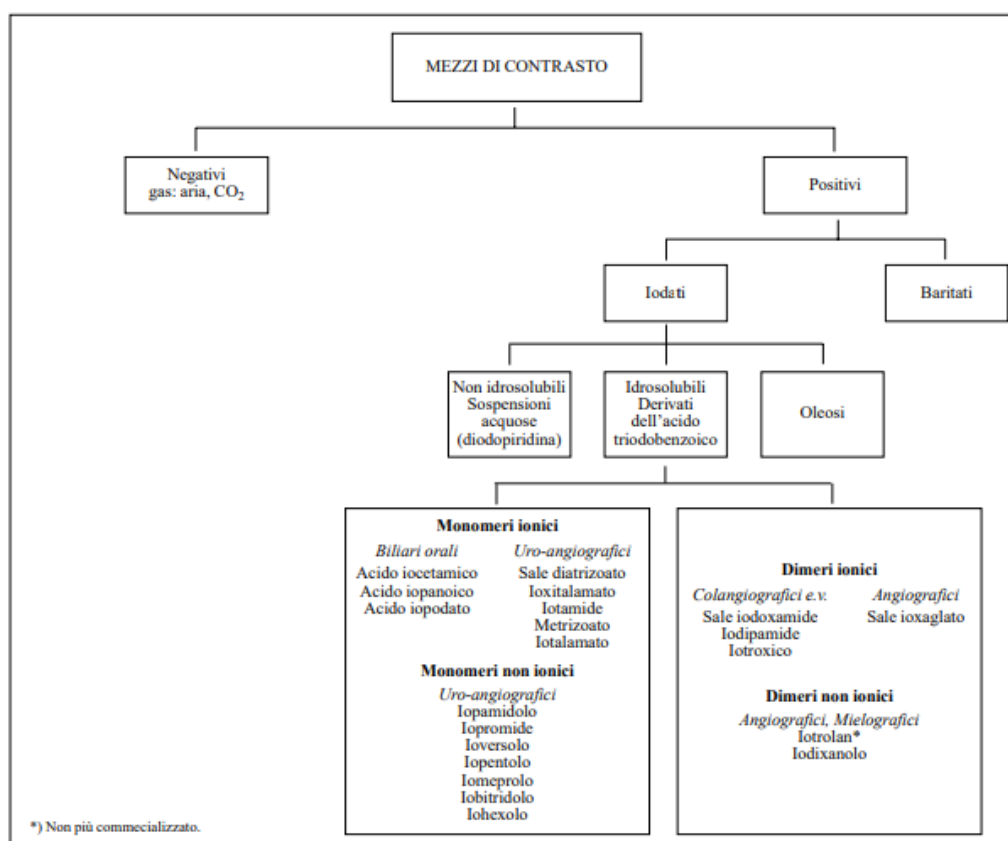 MEZZI DI CONTRASTO
Negativi
gas: aria, CO₂
Positivi
Iodati
Baritati
Non idrosolubili
Sospensioni
acquose
(diodopiridina)
Idrosolubili
Derivati
dell'acido
triodobenzoico
Oleosi
Monomeri ionici
Biliari orali
Acido iocetamico
Acido iopanoico
Acido iopodato
Uro-angiografici
Sale diatrizoato
Ioxitalamato
Iotamide
Metrizoato
Iotalamato
Monomeri non ionici
Uro-angiografici
Iopamidolo
Iopromide
Ioversolo
Iopentolo
Iomeprolo
Iobitridolo
Iohexolo
Dimeri ionici
Colangiografici e.v.
Sale iodoxamide
Iodipamide
Iotroxico
Angiografici
Sale ioxaglato
Dimeri non ionici
Angiografici, Mielografici
Iotrolan*
Iodixanolo
*) Non più commecializzato.